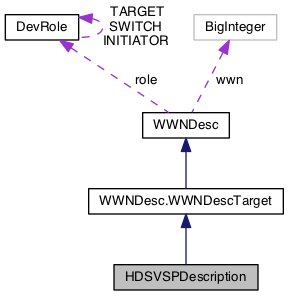 TARGET
SWITCH
INITIATOR
DevRole
BigInteger
role
wwn
WWNDesc
WWNDesc.WWNDescTarget
HDSVSPDescription